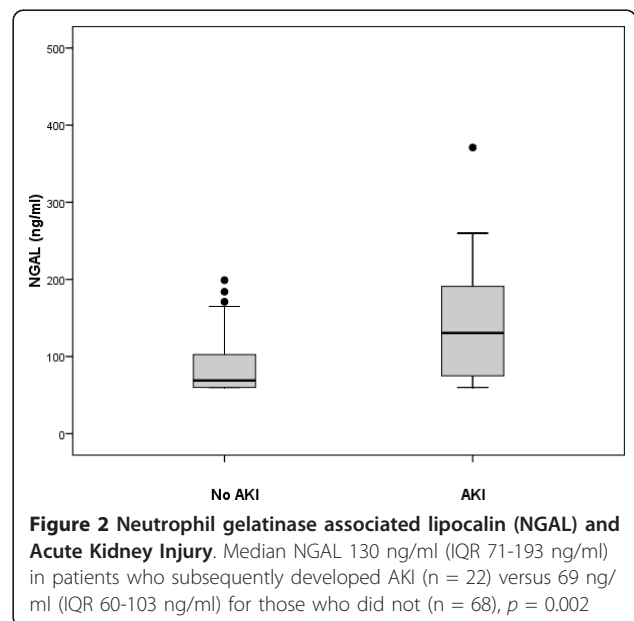 500
400
300
200
100
0
NGAL (ng/ml)
No AKI
AKI
Figure 2 Neutrophil gelatinase associated lipocalin (NGAL) and
Acute Kidney Injury. Median NGAL 130 ng/ml (IQR 71-193 ng/ml)
in patients who subsequently developed AKI (n = 22) versus 69 ng/
ml (IQR 60-103 ng/ml) for those who did not (n = 68), p = 0.002